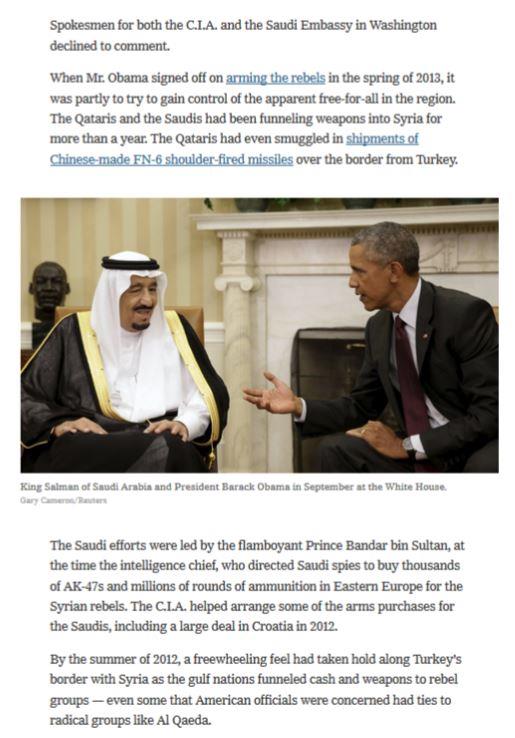 Spokesmen for both the C.I.A. and the Saudi Embassy in Washington
declined to comment.
When Mr. Obama signed off on arming the rebels in the spring of 2013, it
was partly to try to gain control of the apparent free-for-all in the region.
The Qataris and the Saudis had been funneling weapons into Syria for
more than a year. The Qataris had even smuggled in shipments of
Chinese-made FN-6 shoulder-fired missiles over the border from Turkey.
King Salman of Saudi Arabia and President Barack Obama in September at the White House.
Gary Cameron/Reuters
The Saudi efforts were led by the flamboyant Prince Bandar bin Sultan, at
the time the intelligence chief, who directed Saudi spies to buy thousands
of AK-47s and millions of rounds of ammunition in Eastern Europe for the
Syrian rebels. The C.I.A. helped arrange some of the arms purchases for
the Saudis, including a large deal in Croatia in 2012.
By the summer of 2012, a freewheeling feel had taken hold along Turkey's
border with Syria as the gulf nations funneled cash and weapons to rebel
groups — even some that American officials were concerned had ties to
radical groups like Al Qaeda.